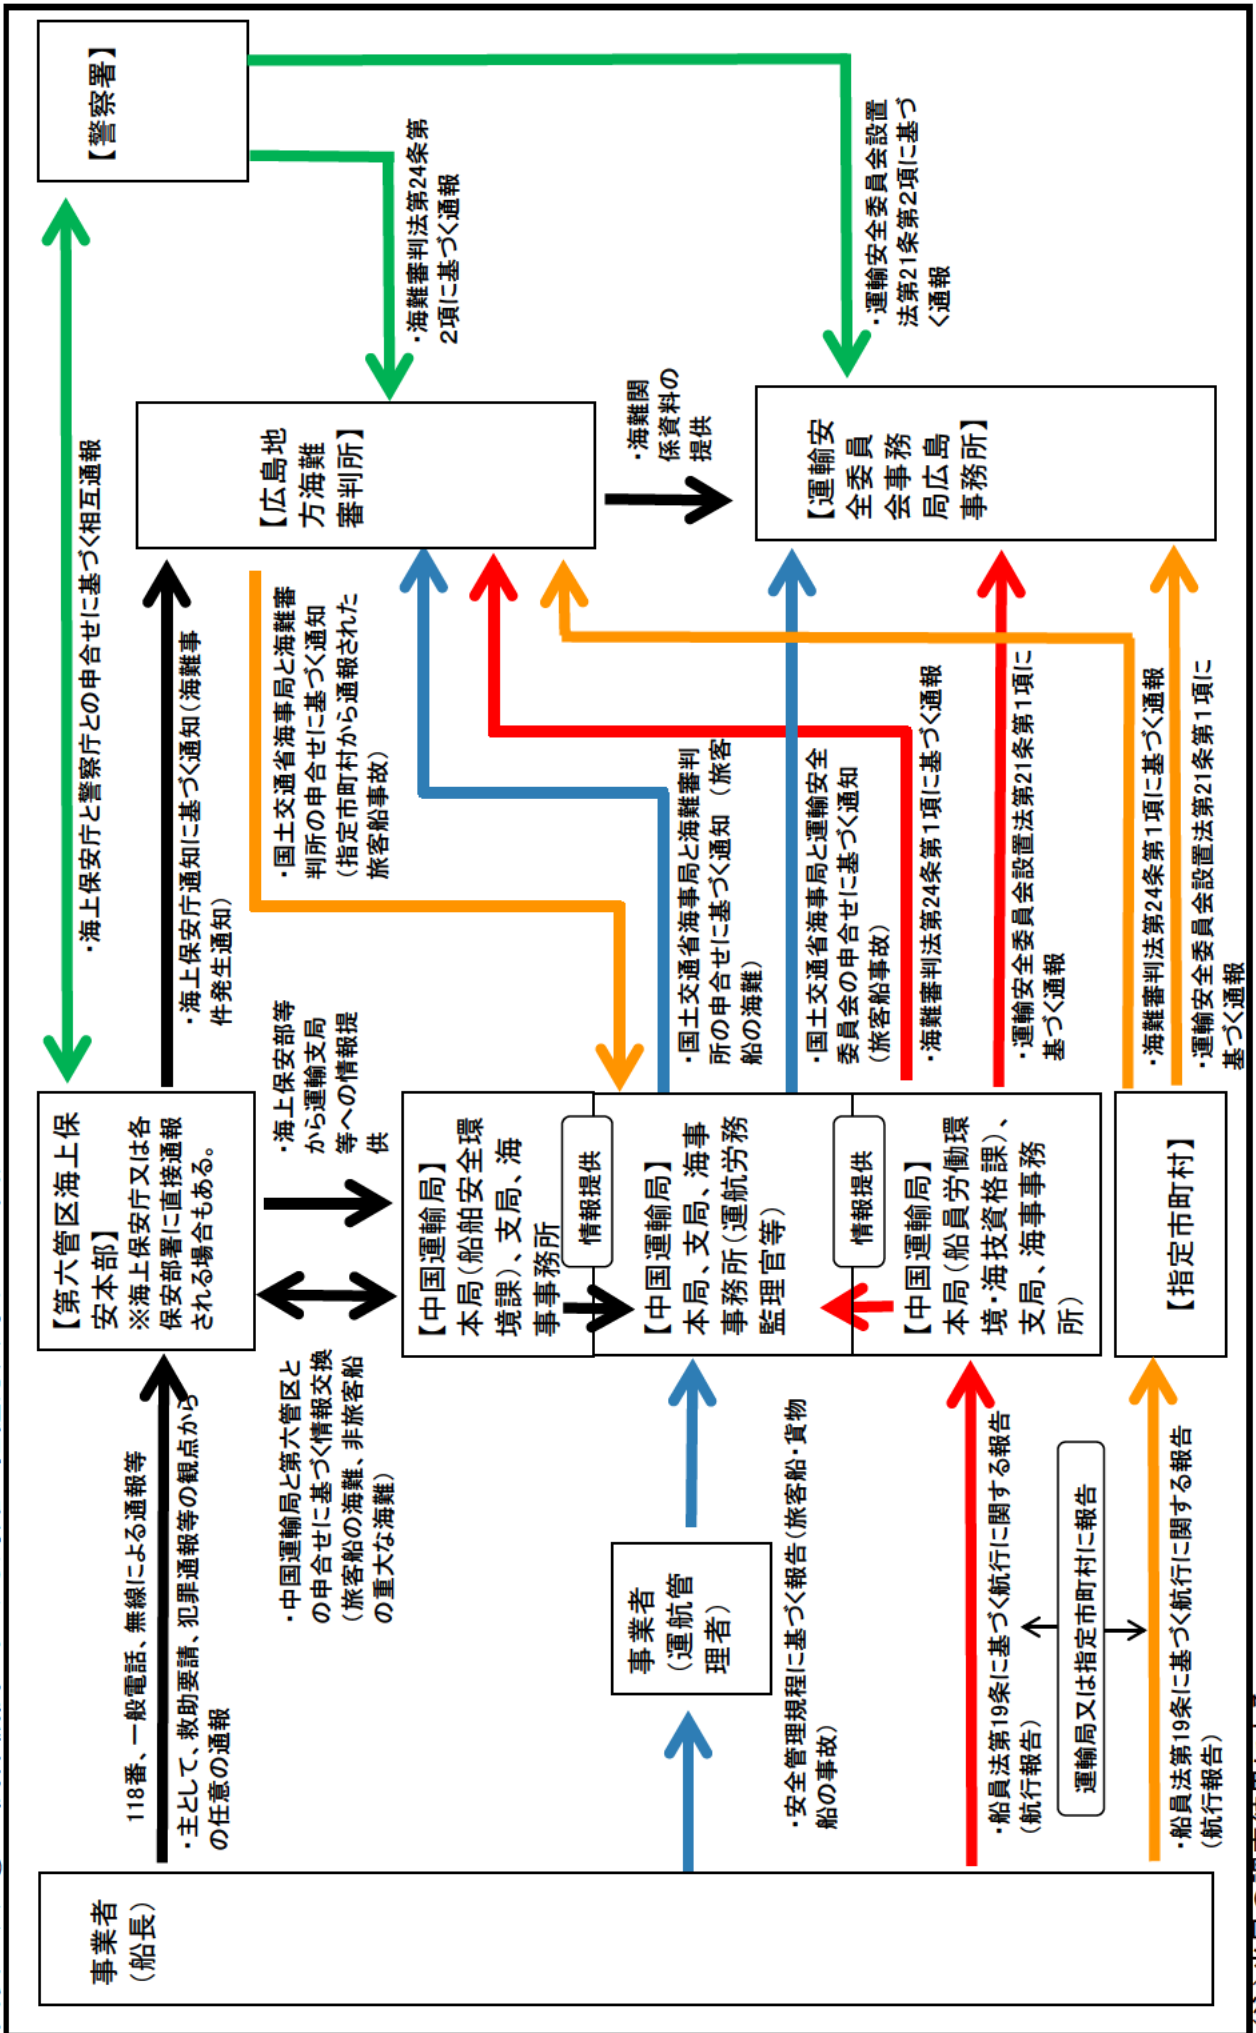 事業者
（船長）
118番、一般電話、無線による通報等
・主として、救助要請、犯罪通報等の観点から
の任意の通報
【第六管区海上保
安本部】
※海上保安庁又は各
保安部署に直接通報
される場合もある。
・海上保安庁と警察庁との申合せに基づく相互通報
【警察署】
・海上保安庁通知に基づく通知（海難事
件発生通知）
・中国運輸局と第六管区と
の申合せに基づく情報交換
（旅客船の海難、非旅客船
の重大な海難）
・海上保安部等
から運輸支局
等への情報提
供
・国土交通省海事局と海難審
判所の申合せに基づく通知
（指定市町村から通報された
旅客船事故）
【広島地
方海難
審判所】
・海難審判法第24条第
２項に基づく通報
【中国運輸局】
本局（船舶安全環
境課）、支局、海
事事務所
情報提供
事業者
（運航管
理者）
・安全管理規程に基づく報告（旅客船・貨物
船の事故）
【中国運輸局】
本局、支局、海事
事務所（運航労務
監理官等）
・国土交通省海事局と海難審判
所の申合せに基づく通知（旅客
船の海難）
・海難関
係資料の
提供
・国土交通省海事局と運輸安全
委員会の申合せに基づく通知
（旅客船事故）
【運輸安
全委員
会事務
局広島
事務所】
・運輸安全委員会設置
法第21条第２項に基づ
く通報
情報提供
【中国運輸局】
本局（船員労働環
境・海技資格課）、
支局、海事事務
所）
・海難審判法第24条第１項に基づく通報
・運輸安全委員会設置法第21条第１項に
基づく通報
・船員法第19条に基づく航行に関する報告
（航行報告）
運輸局又は指定市町村に報告
・船員法第19条に基づく航行に関する報告
（航行報告）
【指定市町村】
・海難審判法第24条第１項に基づく通報
・運輸安全委員会設置法第21条第１項に
基づく通報